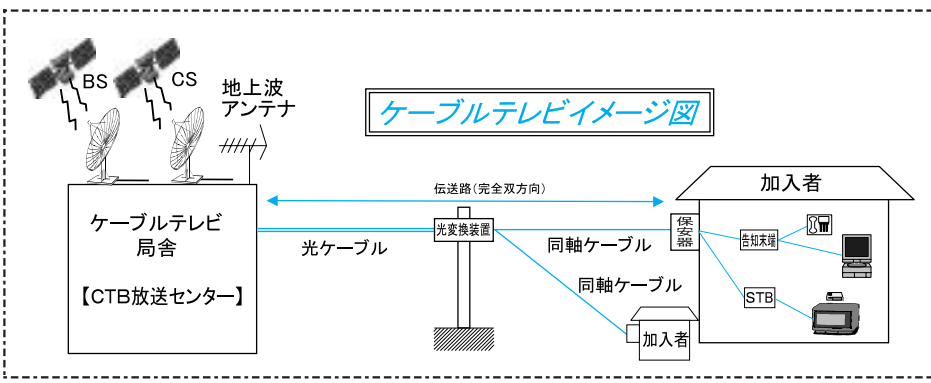 BS
CS
地上波
アンテナ
ケーブルテレビイメージ図
ケーブルテレビ
局舎
【CTB放送センター】
伝送路(完全双方向)
光ケーブル
光変換装置
同軸ケーブル
同軸ケーブル
加入者
加入者
保安器
告知末端
STB